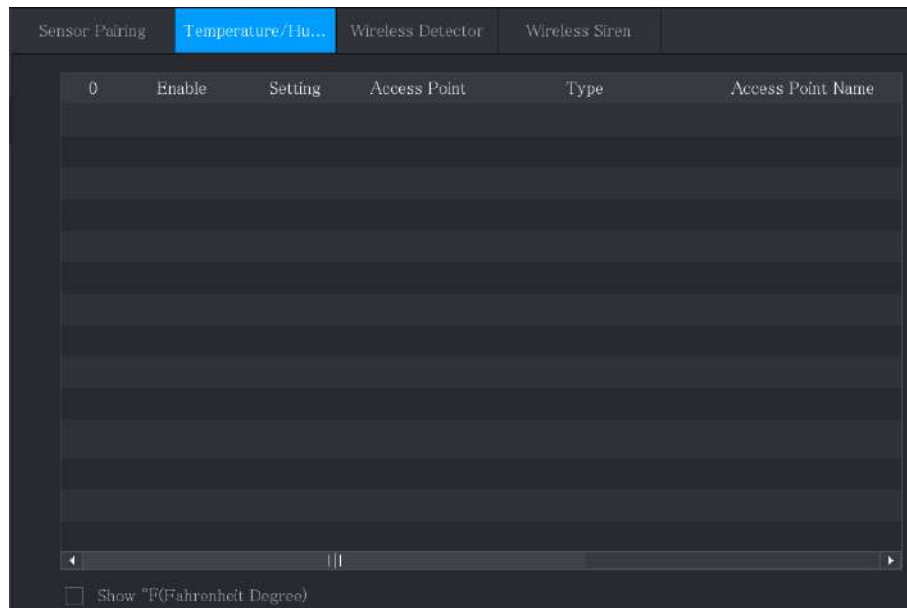 Sensor Pairing Temperature/Hu... Wireless Detector Wireless Siren
0 Enable Setting Access Point Type Access Point Name
Show °F(Fahrenheit Degree)